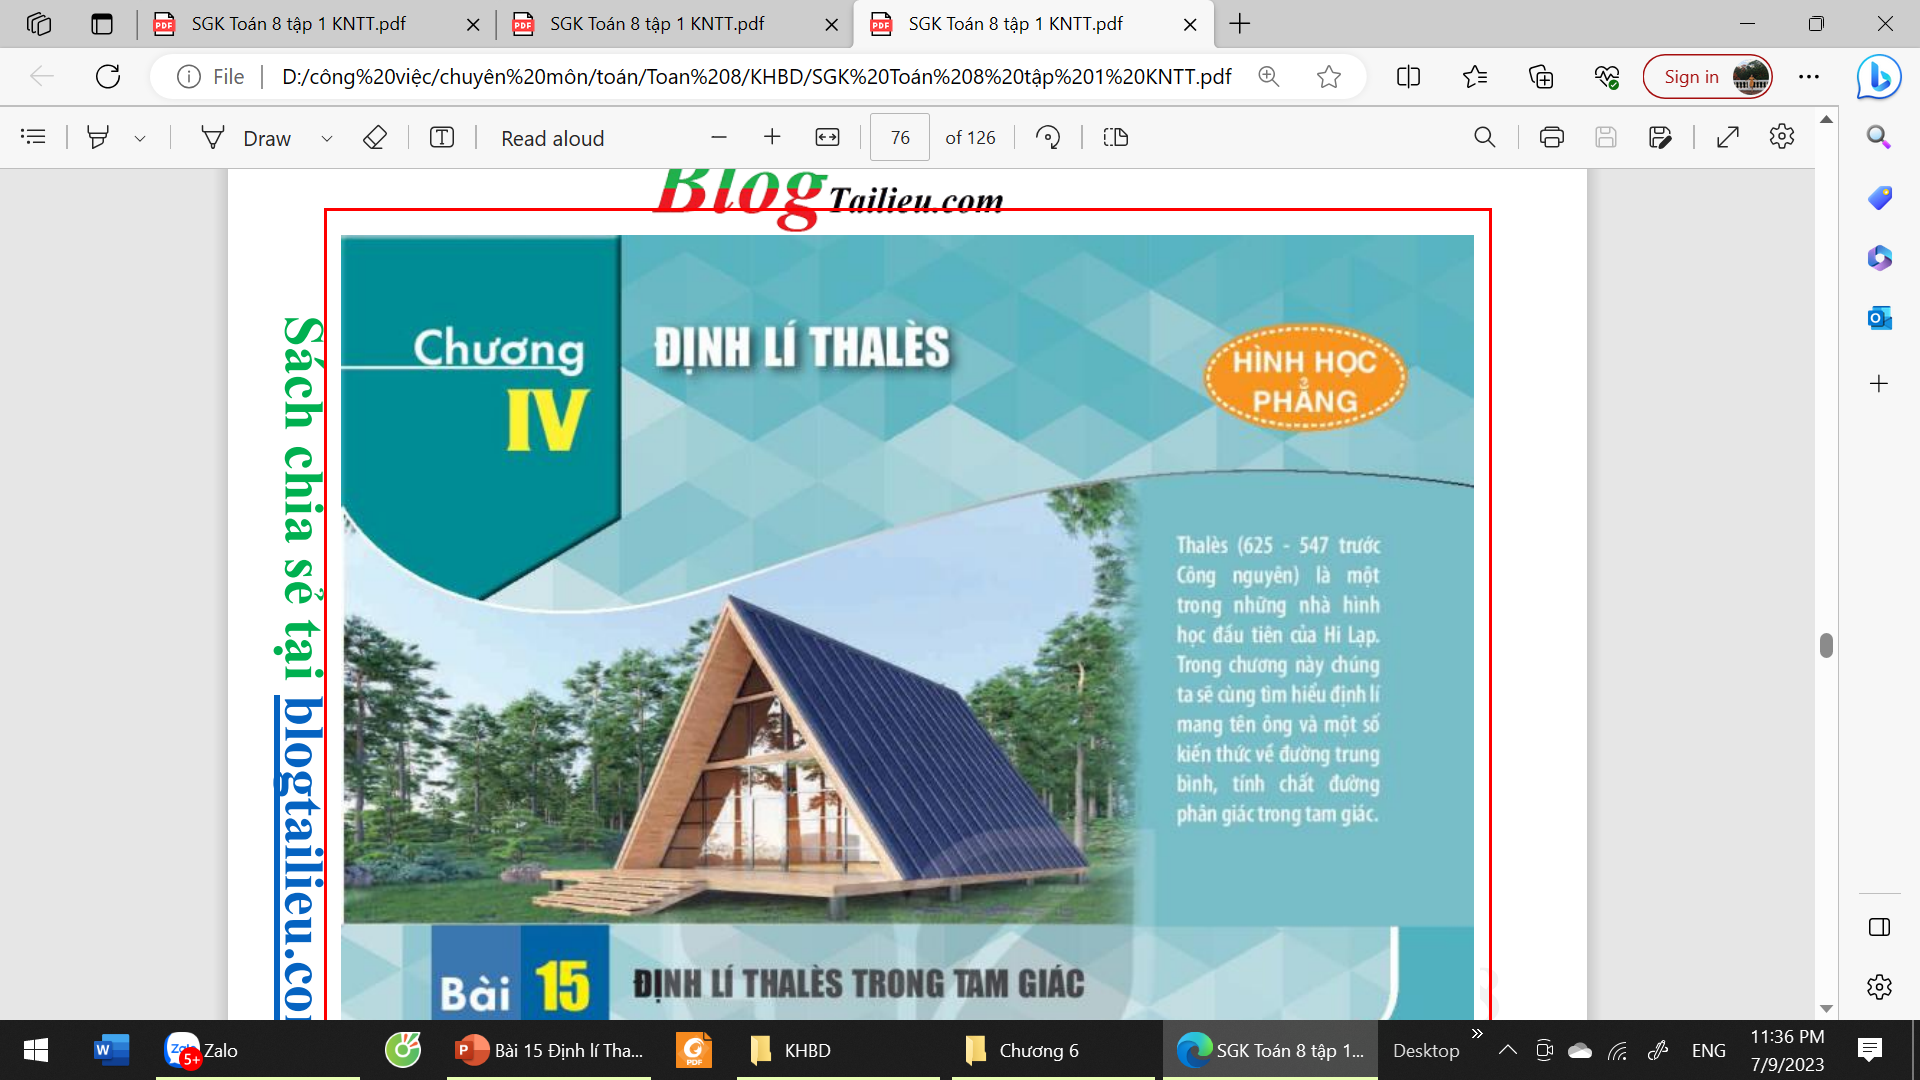 SGK Toán 8 tập 1 KNTT.pdf
SGK Toán 8 tập 1 KNTT.pdf
SGK Toán 8 tập 1 KNTT.pdf
File
D:/công%20việc/chuyên%20môn/toán/Toan%208/KHBD/SGK%20Toán%208%20tập%201%20KNTT.pdf
Sign in
Draw
Read aloud
76 of 126
Blog Tailieu.com
Sách chia sẻ tại blogtailieu.co
Chương
IV
ĐỊNH LÍ THALÈS
HÌNH HỌC
PHẲNG
Thalès (625 - 547 trước
Công nguyên) là một
trong những nhà hình
học đầu tiên của Hi Lạp.
Trong chương này chúng
ta sẽ cùng tìm hiểu định lí
mang tên ông và một số
kiến thức về đường trung
bình, tính chất đường
phân giác trong tam giác.
Bài 15
ĐỊNH LÍ THALÈS TRONG TAM GIÁC
Zalo
5+
Bài 15 Định lí Tha...
KHBD
Chương 6
SGK Toán 8 tập 1...
Desktop
ENG
11:36 PM
7/9/2023